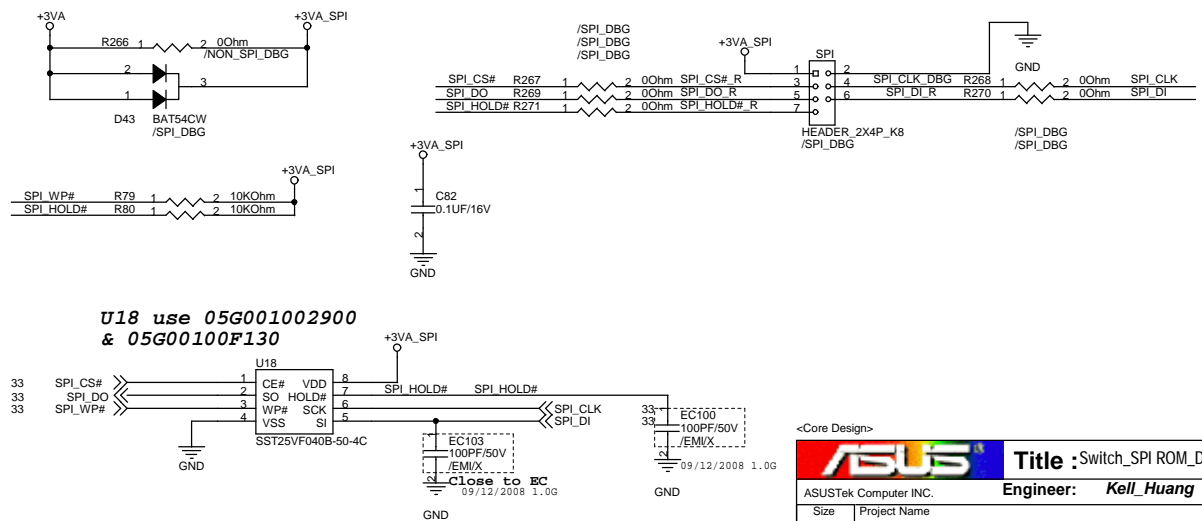 +3VA
+3VA_SPI
R266 1 2 0Ohm
/NON_SPI_DBG
2
3
1
D43 BAT54CW
/SPI_DBG
/SPI_DBG
/SPI_DBG
/SPI_DBG
+3VA_SPI
SPI
GND
1 2
SPI_CS# R267 1 2 0Ohm SPI_CS#_R 3 4 SPI_CLK_DBG R268 1 2 0Ohm SPI_CLK
SPI_DO R269 1 2 0Ohm SPI_DO_R 5 6 SPI_DI_R R270 1 2 0Ohm SPI_DI
SPI_HOLD# R271 1 2 0Ohm SPI_HOLD#_R 7
HEADER_2X4P_K8
/SPI_DBG
/SPI_DBG
/SPI_DBG
+3VA_SPI
SPI_WP# R79 1 2 10KOhm
SPI_HOLD# R80 1 2 10KOhm
+3VA_SPI
1
C82
0.1UF/16V
2
GND
U18 use 05G001002900
& 05G00100F130
+3VA_SPI
U18
33 SPI_CS# 1 CE# VDD 8
33 SPI_DO 2 SO HOLD# 7 SPI_HOLD# SPI_HOLD#
33 SPI_WP# 3 WP# SCK 6 SPI_CLK 33
4 VSS SI 5 SPI_DI 33
SST25VF040B-50-4C
GND
1
EC103
100PF/50V
/EMI/X
2
Close to EC
09/12/2008 1.0G
GND
1
EC100
100PF/50V
/EMI/X
2
09/12/2008 1.0G
GND
<Core Design>
ASUS
Title : Switch_SPI ROM_D
ASUSTek Computer INC.
Engineer: Kell_Huang
Size Project Name